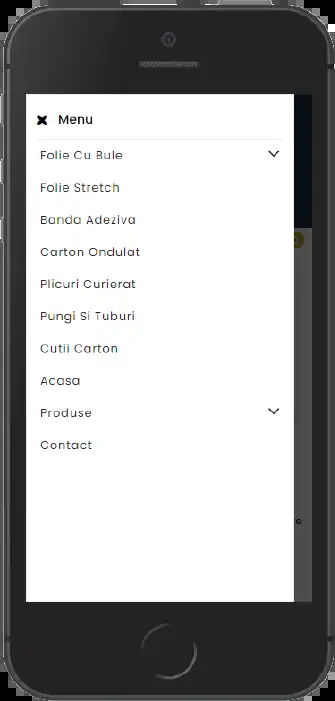 Menu
Folie Cu Bule
Folie Stretch
Banda Adeziva
Carton Ondulat
Plicuri Curierat
Pungi Si Tuburi
Cutii Carton
Acasa
Produse
Contact